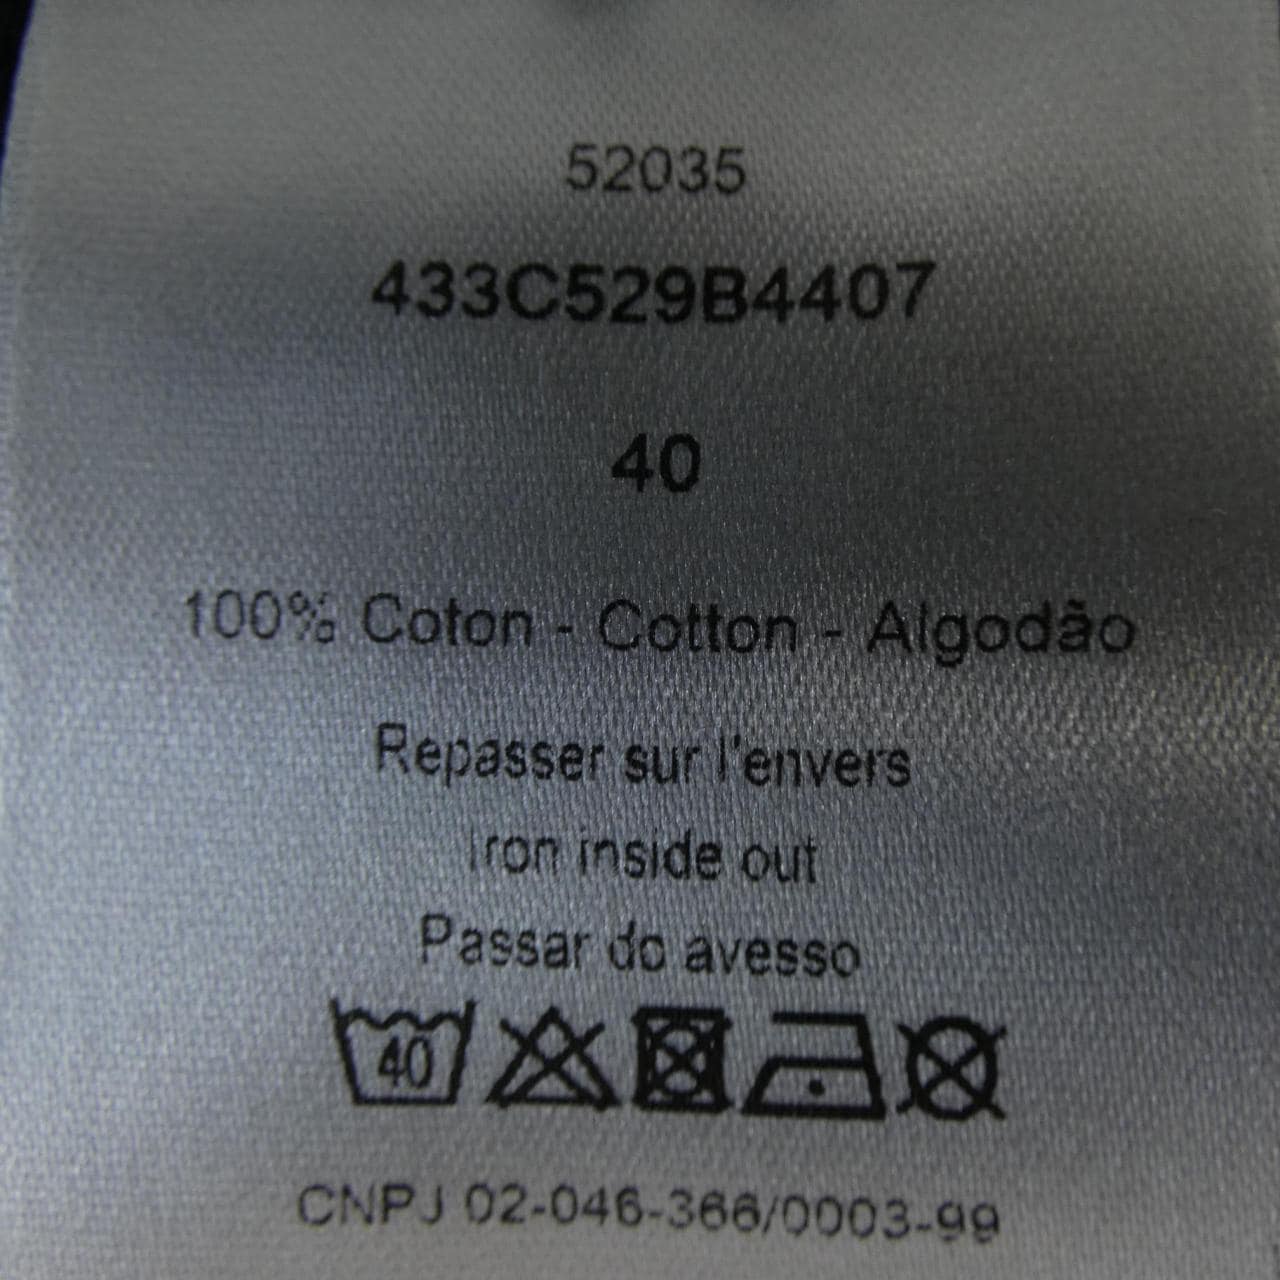 52035
433C529B4407
40
100% Coton - Cotton - Algodão
Repasser sur l'envers
Iron inside out
Passar do avesso
40
CNPJ 02-046-366/0003-99